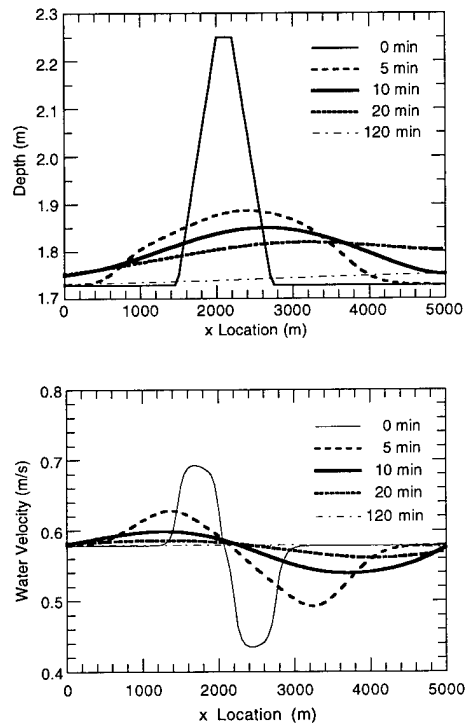 2.3
2.2
2.1
2.0
1.9
1.8
1.7
Depth (m)
0 min
5 min
10 min
20 min
120 min
0 1000 2000 3000 4000 5000
x Location (m)
0.8
0.7
0.6
0.5
0.4
Water Velocity (m/s)
0 min
5 min
10 min
20 min
120 min
0 1000 2000 3000 4000 5000
x Location (m)